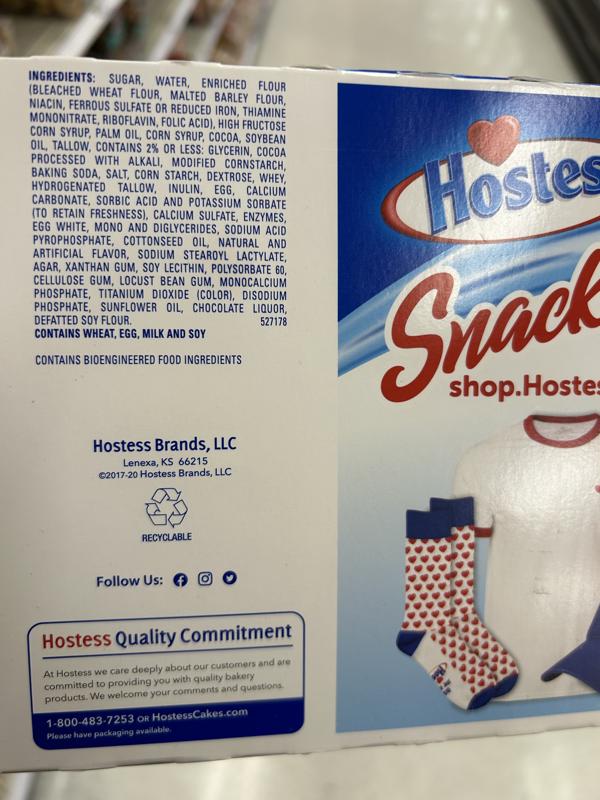 INGREDIENTS: SUGAR, WATER, ENRICHED FLOUR
(BLEACHED WHEAT FLOUR, MALTED BARLEY FLOUR,
NIACIN, FERROUS SULFATE OR REDUCED IRON, THIAMINE
MONONITRATE, RIBOFLAVIN, FOLIC ACID), HIGH FRUCTOSE
CORN SYRUP, PALM OIL, CORN SYRUP, COCOA, SOYBEAN
OIL, TALLOW, CONTAINS 2% OR LESS: GLYCERIN, COCOA
PROCESSED WITH ALKALI, MODIFIED CORNSTARCH,
BAKING SODA, SALT, CORN STARCH, DEXTROSE, WHEY,
HYDROGENATED TALLOW, INULIN, EGG, CALCIUM
CARBONATE, SORBIC ACID AND POTASSIUM SORBATE
(TO RETAIN FRESHNESS), CALCIUM SULFATE, ENZYMES,
EGG WHITE, MONO AND DIGLYCERIDES, SODIUM ACID
PYROPHOSPHATE, COTTONSEED OIL, NATURAL AND
ARTIFICIAL FLAVOR, SODIUM STEAROYL LACTYLATE,
AGAR, XANTHAN GUM, SOY LECITHIN, POLYSORBATE 60,
CELLULOSE GUM, LOCUST BEAN GUM, MONOCALCIUM
PHOSPHATE, TITANIUM DIOXIDE (COLOR), DISODIUM
PHOSPHATE, SUNFLOWER OIL, CHOCOLATE LIQUOR,
DEFATTED SOY FLOUR. 527178
CONTAINS WHEAT, EGG, MILK AND SOY
CONTAINS BIOENGINEERED FOOD INGREDIENTS
Hostess Brands, LLC
Lenexa, KS 66215
©2017-20 Hostess Brands, LLC
RECYCLABLE
Follow Us:
Hostess Quality Commitment
At Hostess we care deeply about our customers and are
committed to providing you with quality bakery
products. We welcome your comments and questions.
1-800-483-7253 OR HostessCakes.com
Please have packaging available.
Hostes
Snack
shop.Hostes